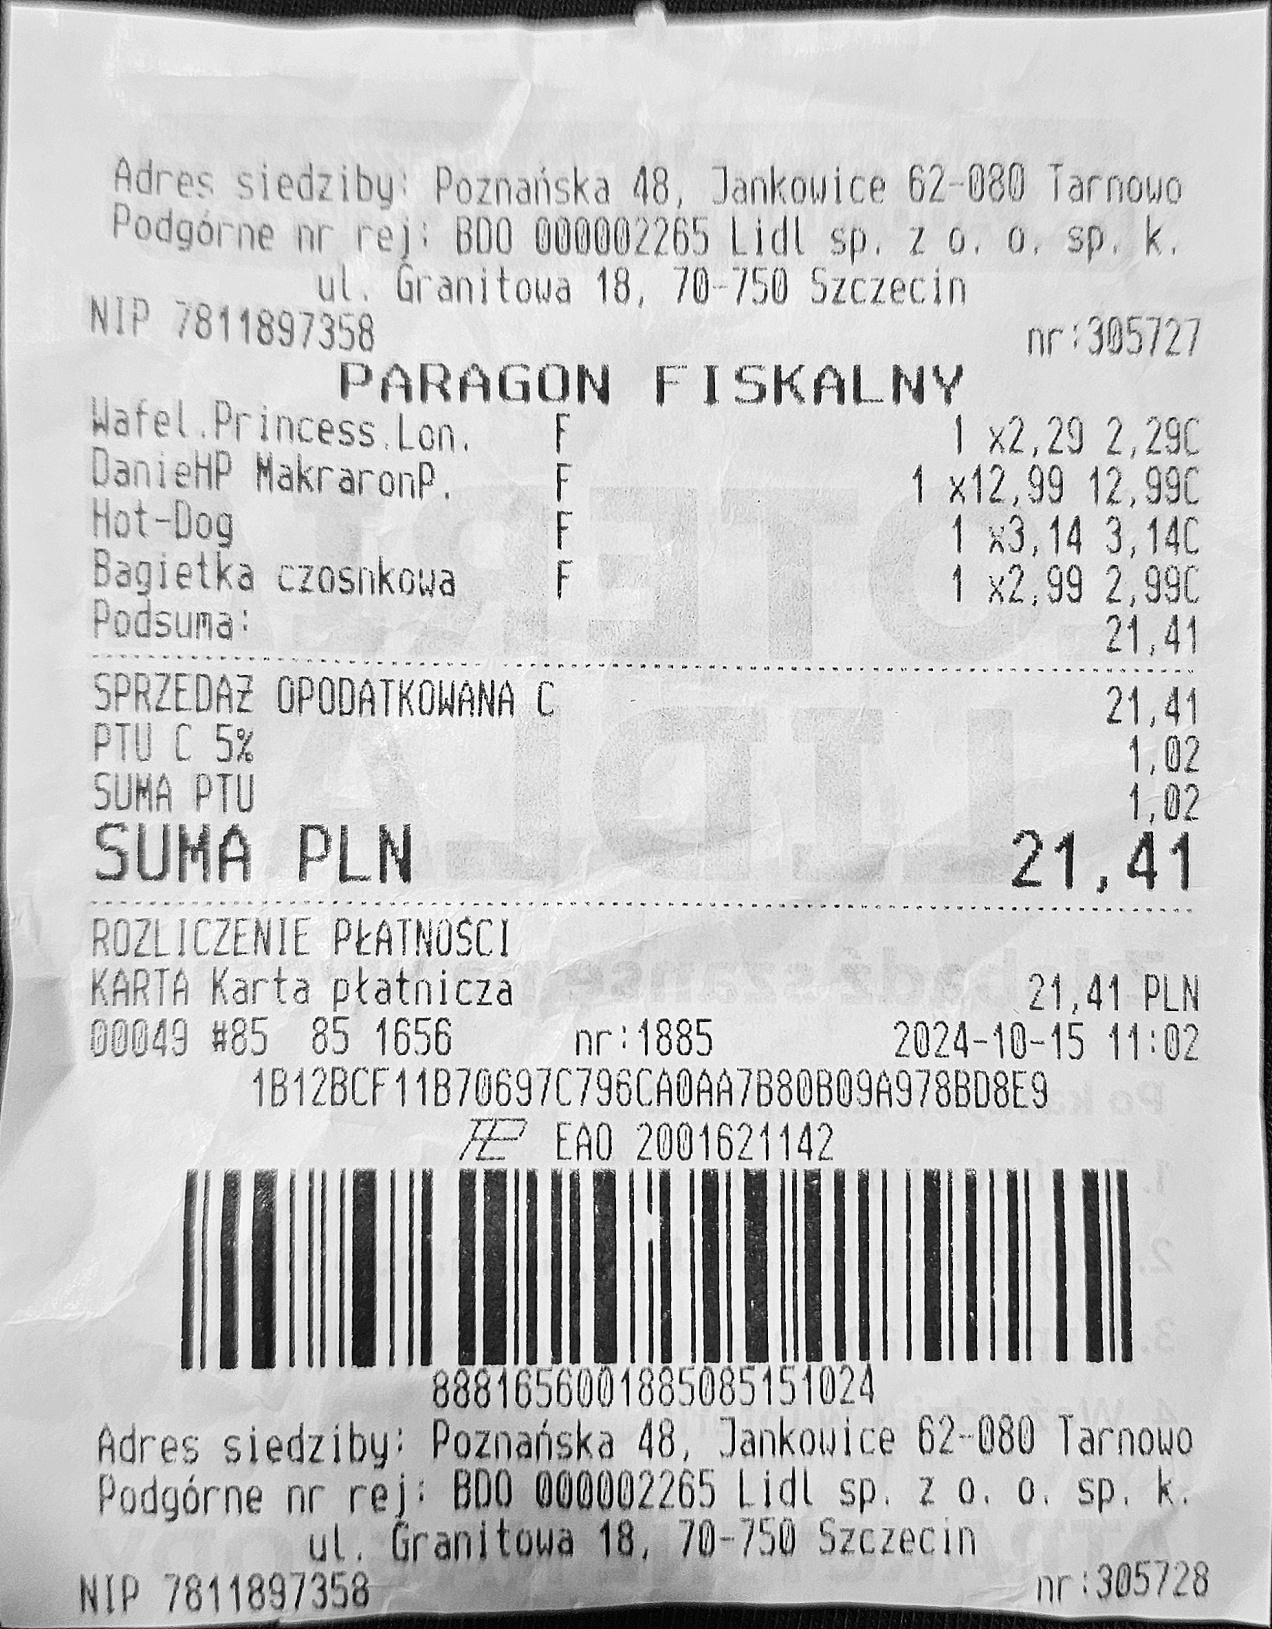 Adres siedziby: Poznańska 48, Jankowice 62-080 Tarnowo
Podgórne nr rej: BDO 000002265 Lidl sp. z o. o. sp. k.
ul. Granitowa 18, 70-750 Szczecin
NIP 7811897358 nr:305727
PARAGON FISKALNY
Wafel.Princess.Lon. F 1 x2,29 2,29C
DanieHP MakraronP. F 1 x12,99 12,99C
Hot-Dog F 1 x3,14 3,14C
Bagietka czosnkowa F 1 x2,99 2,99C
Podsuma: 21,41
SPRZEDAŻ OPODATKOWANA C 21,41
PTU C 5% 1,02
SUMA PTU 1,02
SUMA PLN 21,41
ROZLICZENIE PŁATNOŚCI
KARTA Karta płatnicza 21,41 PLN
00049 #85 85 1656 nr:1885 2024-10-15 11:02
1B12BCF11B70697C796CA0AA7B80B09A978BD8E9
EAO 2001621142
888165600188508515​1024
Adres siedziby: Poznańska 48, Jankowice 62-080 Tarnowo
Podgórne nr rej: BDO 000002265 Lidl sp. z o. o. sp. k.
ul. Granitowa 18, 70-750 Szczecin
NIP 7811897358 nr:305728